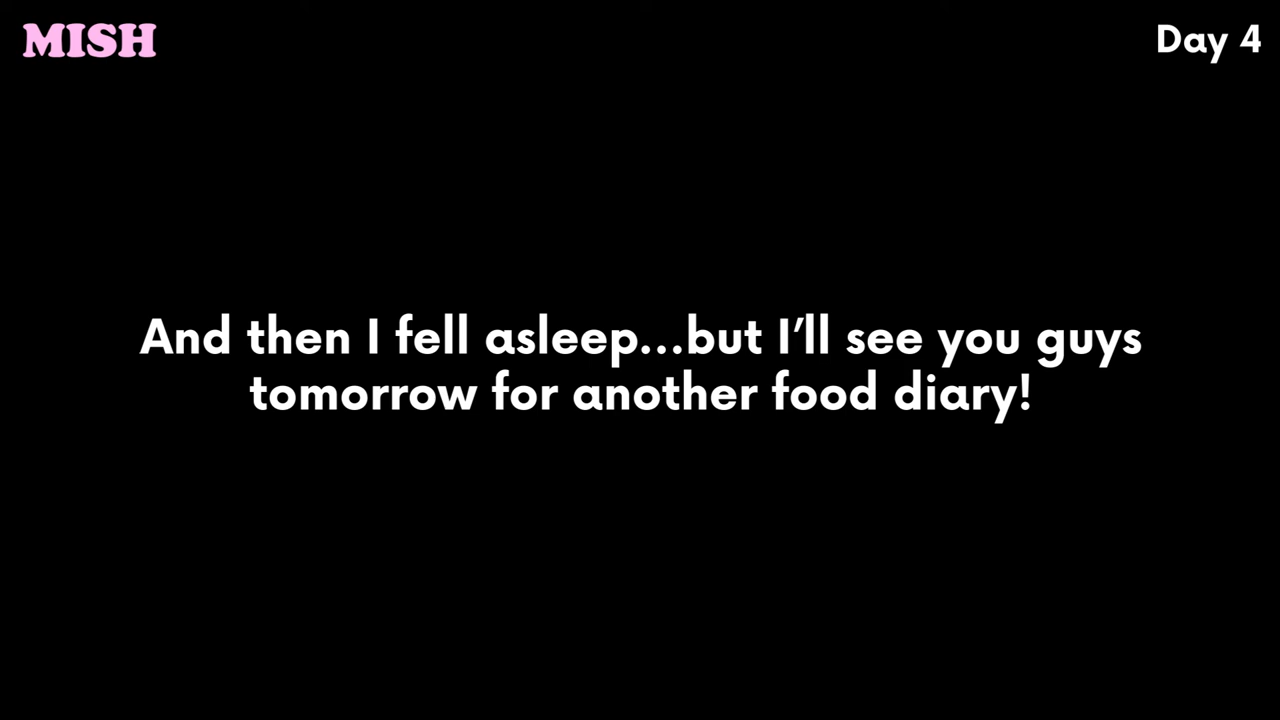 MISH
Day 4
And then I fell asleep...but I’ll see you guys
tomorrow for another food diary!